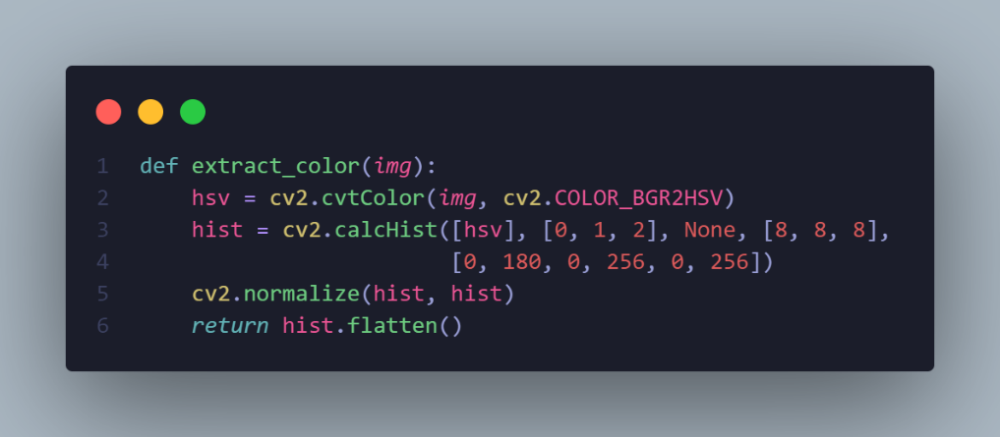 1 def extract_color(img):
2     hsv = cv2.cvtColor(img, cv2.COLOR_BGR2HSV)
3     hist = cv2.calcHist([hsv], [0, 1, 2], None, [8, 8, 8],
4                         [0, 180, 0, 256, 0, 256])
5     cv2.normalize(hist, hist)
6     return hist.flatten()